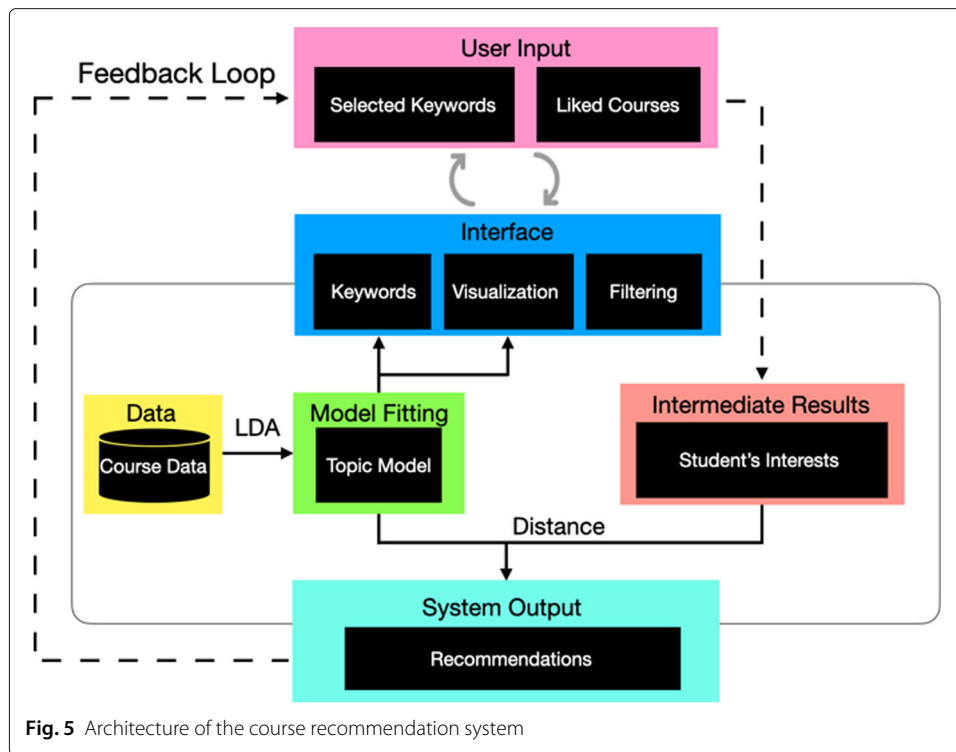 User Input
Feedback Loop
Selected Keywords
Liked Courses
Interface
Keywords
Visualization
Filtering
Data
LDA
Model Fitting
Intermediate Results
Course Data
Topic Model
Student's Interests
Distance
System Output
Recommendations
Fig. 5 Architecture of the course recommendation system